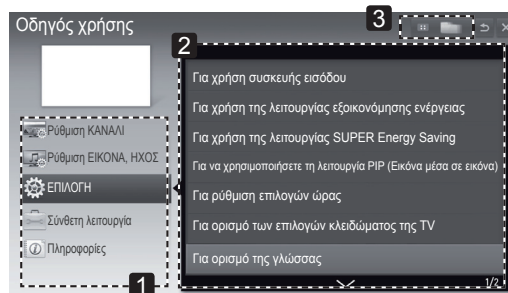 Οδηγός χρήσης
3
2
Για χρήση συσκευής εισόδου
Για χρήση της λειτουργίας εξοικονόμησης ενέργειας
Για χρήση της λειτουργίας SUPER Energy Saving
Για να χρησιμοποιήσετε τη λειτουργία PIP (Εικόνα μέσα σε εικόνα)
Για ρύθμιση επιλογών ώρας
Για ορισμό των επιλογών κλειδώματος της TV
Για ορισμό της γλώσσας
1/2
Ρύθμιση ΚΑΝΑΛΙ
Ρύθμιση ΕΙΚΟΝΑ, ΗΧΟΣ
ΕΠΙΛΟΓΗ
Σύνθετη λειτουργία
Πληροφορίες
1